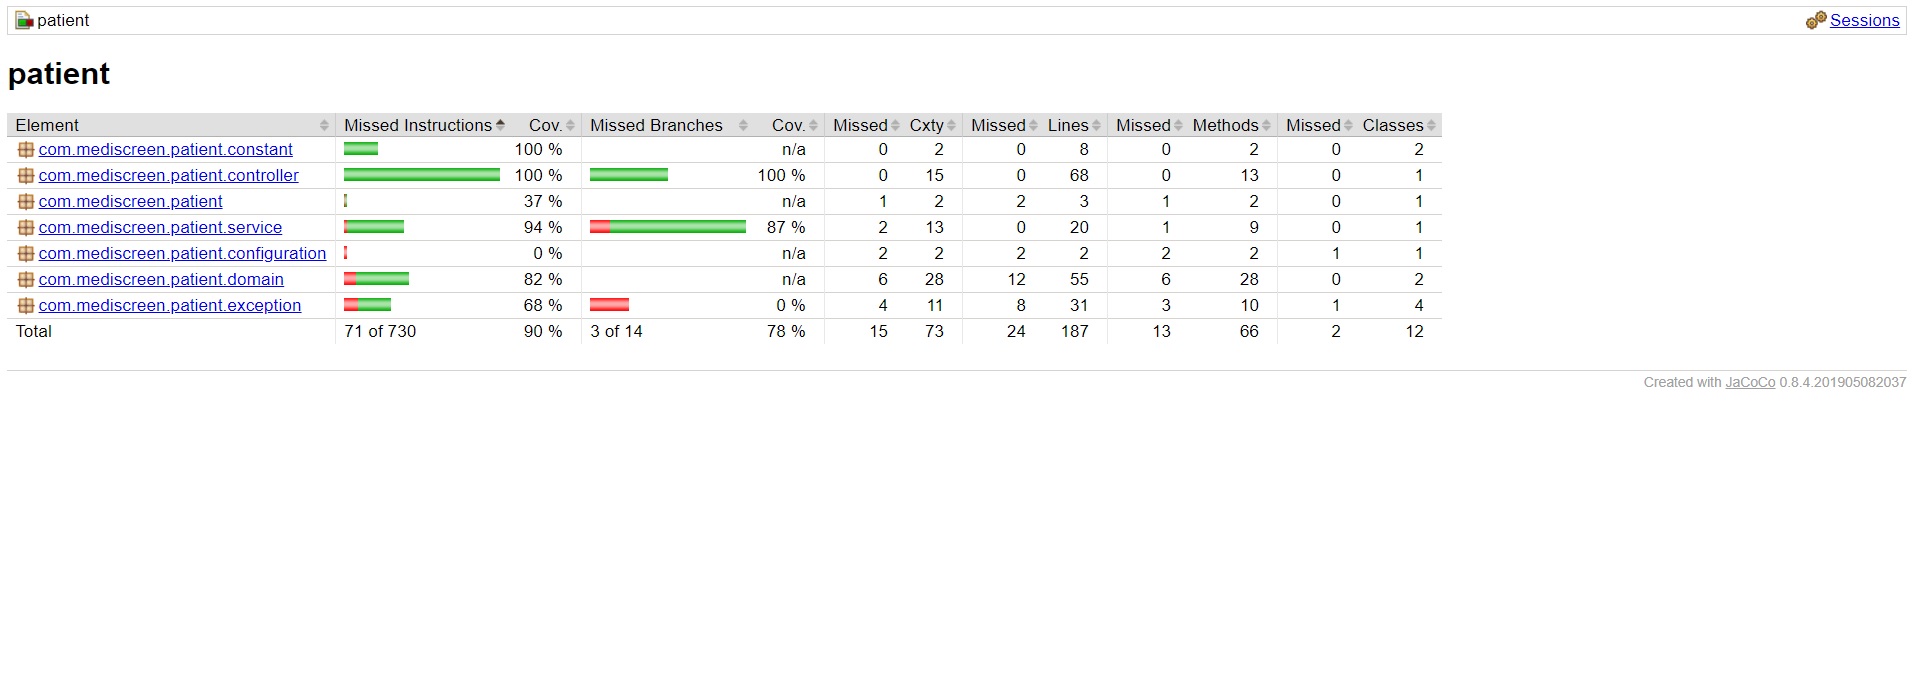 patient Sessions
patient
Element Missed Instructions Cov. Missed Branches Cov. Missed Cxty Missed Lines Missed Methods Missed Classes
com.mediscreen.patient.constant 100 % n/a 0 2 0 8 0 2 0 2
com.mediscreen.patient.controller 100 % 100 % 0 15 0 68 0 13 0 1
com.mediscreen.patient 37 % n/a 1 2 2 3 1 2 0 1
com.mediscreen.patient.service 94 % 87 % 2 13 0 20 1 9 0 1
com.mediscreen.patient.configuration 0 % n/a 2 2 2 2 2 2 1 1
com.mediscreen.patient.domain 82 % n/a 6 28 12 55 6 28 0 2
com.mediscreen.patient.exception 68 % 0 % 4 11 8 31 3 10 1 4
Total 71 of 730 90 % 3 of 14 78 % 15 73 24 187 13 66 2 12
Created with JaCoCo 0.8.4.201905082037